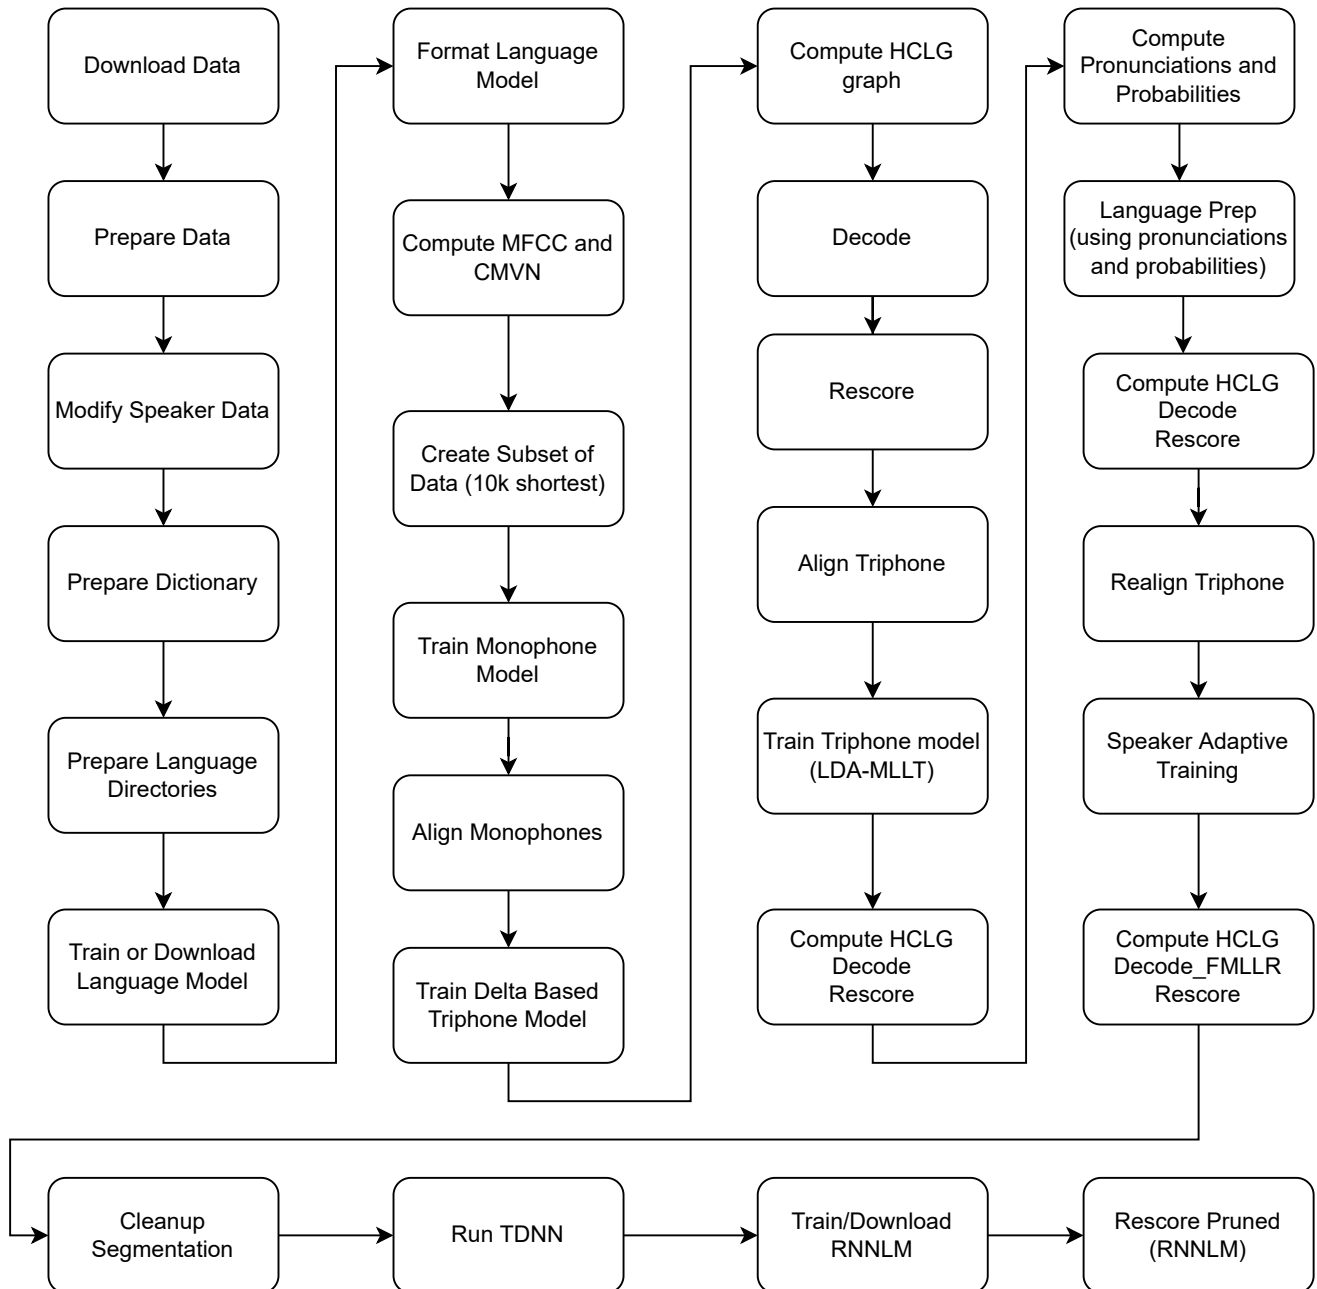 Download Data
Prepare Data
Modify Speaker Data
Prepare Dictionary
Prepare Language
Directories
Train or Download
Language Model
Format Language
Model
Compute MFCC and
CMVN
Create Subset of
Data (10k shortest)
Train Monophone
Model
Align Monophones
Train Delta Based
Triphone Model
Compute HCLG
graph
Decode
Rescore
Align Triphone
Train Triphone model
(LDA-MLLT)
Compute HCLG
Decode
Rescore
Compute
Pronunciations and
Probabilities
Language Prep
(using pronunciations
and probabilities)
Compute HCLG
Decode
Rescore
Realign Triphone
Speaker Adaptive
Training
Compute HCLG
Decode_FMLLR
Rescore
Cleanup
Segmentation
Run TDNN
Train/Download
RNNLM
Rescore Pruned
(RNNLM)